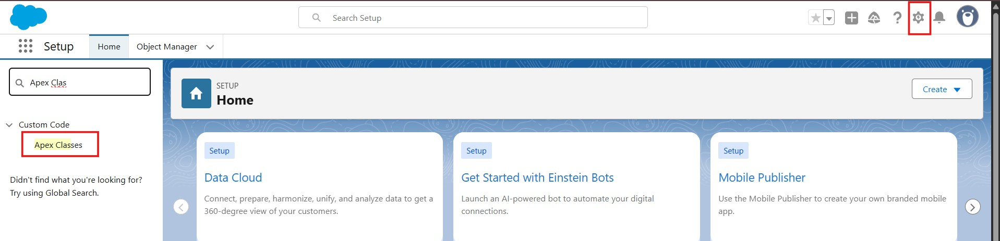 Search Setup
Setup
Home
Object Manager
Apex Clas
Custom Code
Apex Classes
Didn't find what you're looking for?
Try using Global Search.
SETUP
Home
Create
Setup
Data Cloud
Connect, prepare, harmonize, unify, and analyze data to get a
360-degree view of your customers.
Setup
Get Started with Einstein Bots
Launch an AI-powered bot to automate your digital
connections.
Setup
Mobile Publisher
Use the Mobile Publisher to create your own branded mobile
app.